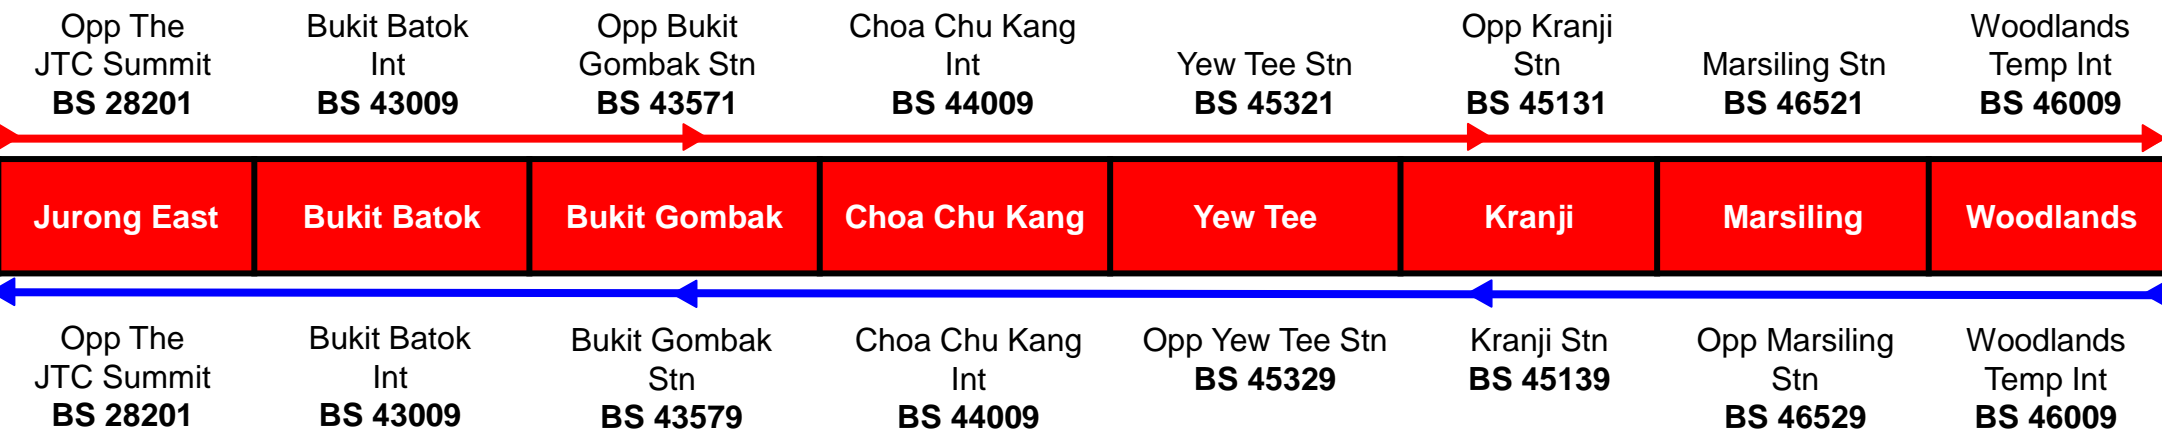 Opp The
JTC Summit
BS 28201
Bukit Batok
Int
BS 43009
Opp Bukit
Gombak Stn
BS 43571
Choa Chu Kang
Int
BS 44009
Yew Tee Stn
BS 45321
Opp Kranji
Stn
BS 45131
Marsiling Stn
BS 46521
Woodlands
Temp Int
BS 46009
Jurong East
Bukit Batok
Bukit Gombak
Choa Chu Kang
Yew Tee
Kranji
Marsiling
Woodlands
Opp The
JTC Summit
BS 28201
Bukit Batok
Int
BS 43009
Bukit Gombak
Stn
BS 43579
Choa Chu Kang
Int
BS 44009
Opp Yew Tee Stn
BS 45329
Kranji Stn
BS 45139
Opp Marsiling
Stn
BS 46529
Woodlands
Temp Int
BS 46009